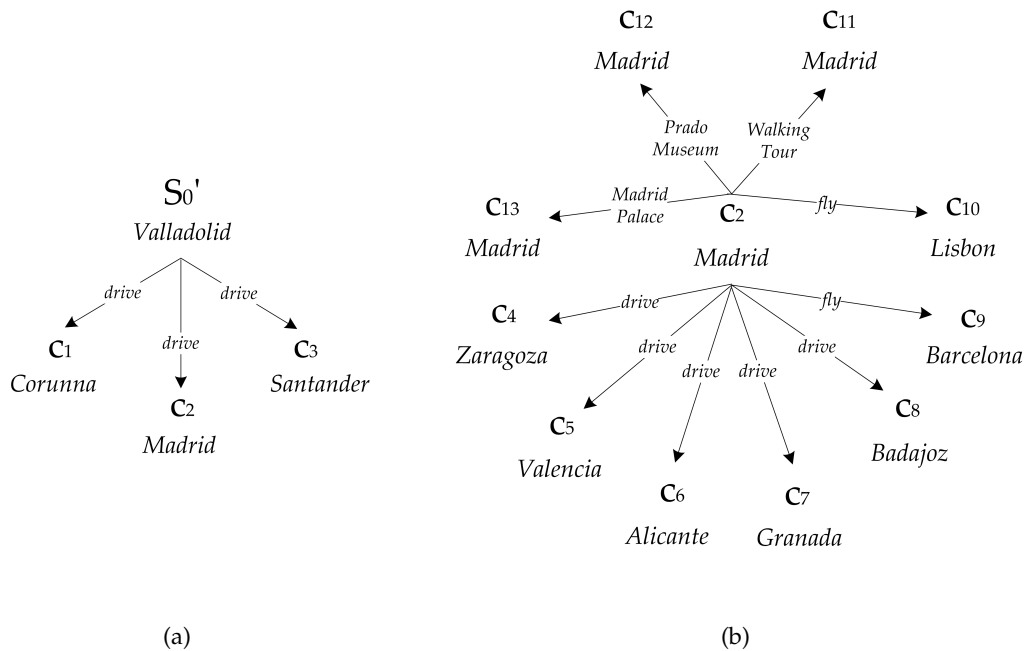 S0'
Valladolid
drive
drive
drive
c1
Corunna
c2
Madrid
c3
Santander
(a)
c12
Madrid
c11
Madrid
Prado
Museum
Walking
Tour
c13
Madrid
Madrid
Palace
c2
Madrid
fly
c10
Lisbon
drive
c4
Zaragoza
fly
c9
Barcelona
drive
c5
Valencia
drive
c6
Alicante
drive
c7
Granada
drive
c8
Badajoz
(b)